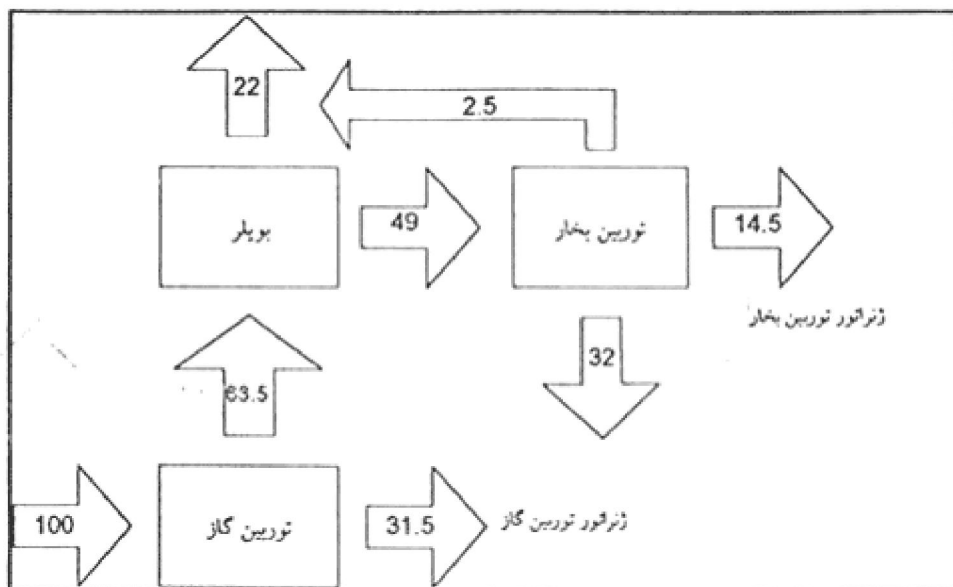 22
2.5
بویلر
49
توربین بخار
14.5
ژنراتور توربین بخار
63.5
32
100
توربین گاز
31.5
ژنراتور توربین گاز